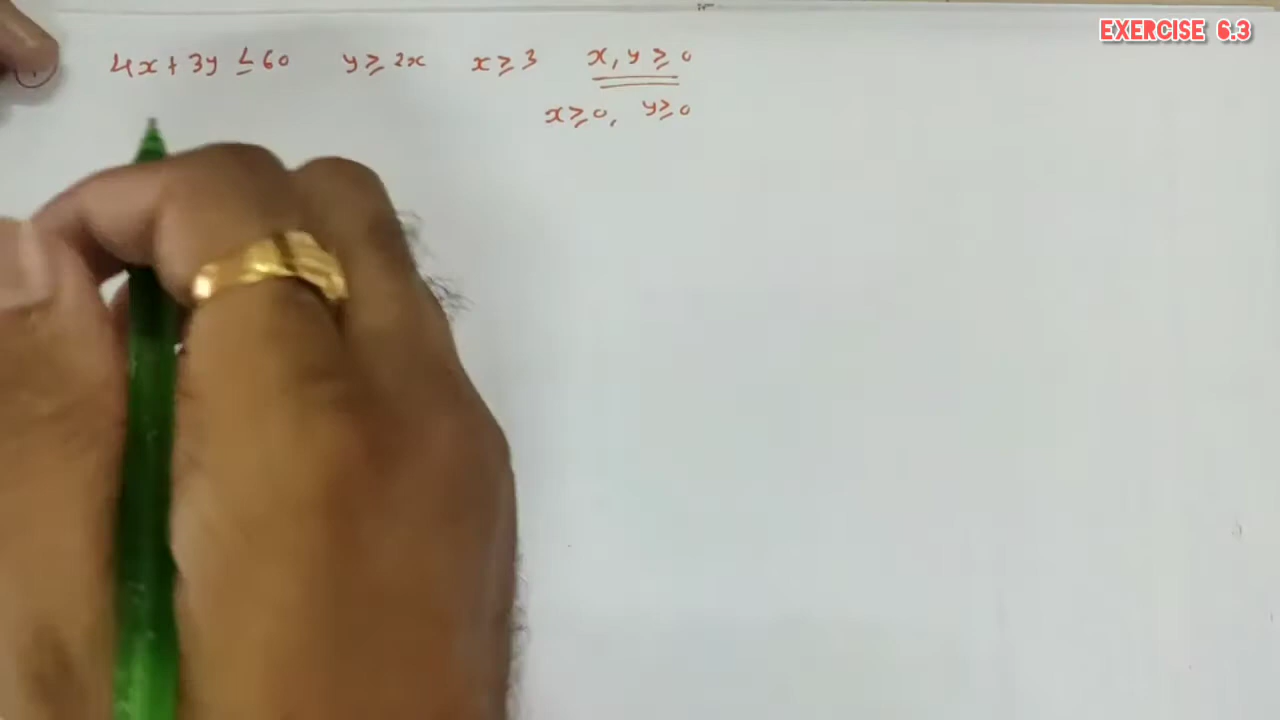 EXERCISE 6.3
4x + 3y ≤ 60 y ≥ 2x x ≥ 3 x, y ≥ 0
x ≥ 0, y ≥ 0